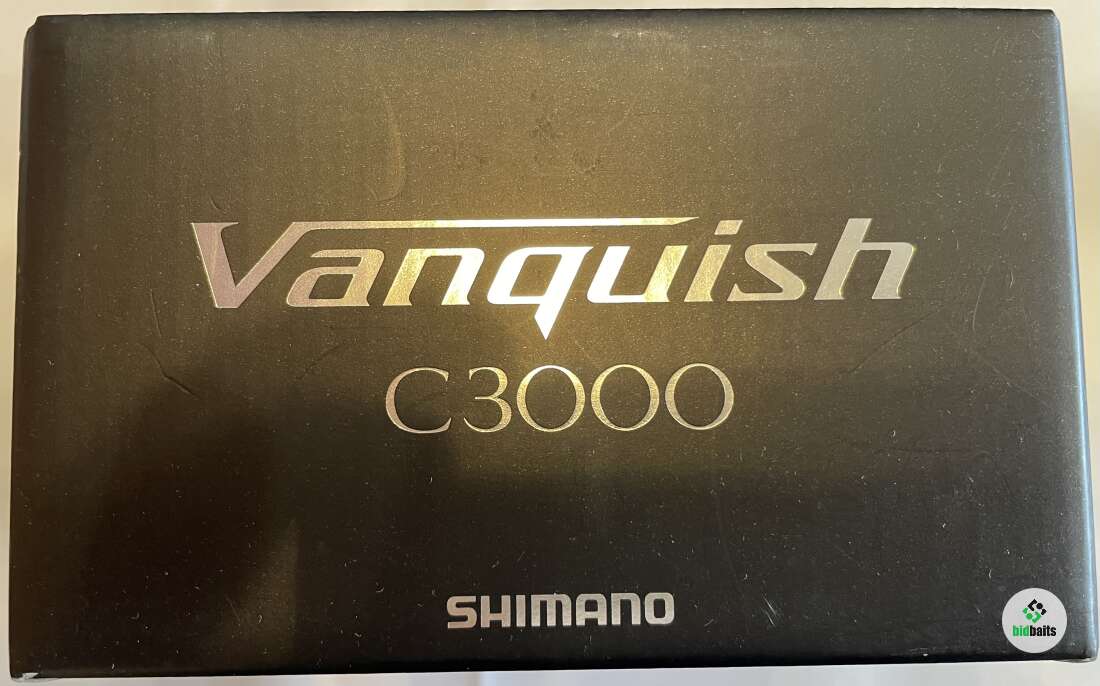 Vanquish
C3000
SHIMANO
bidbaits